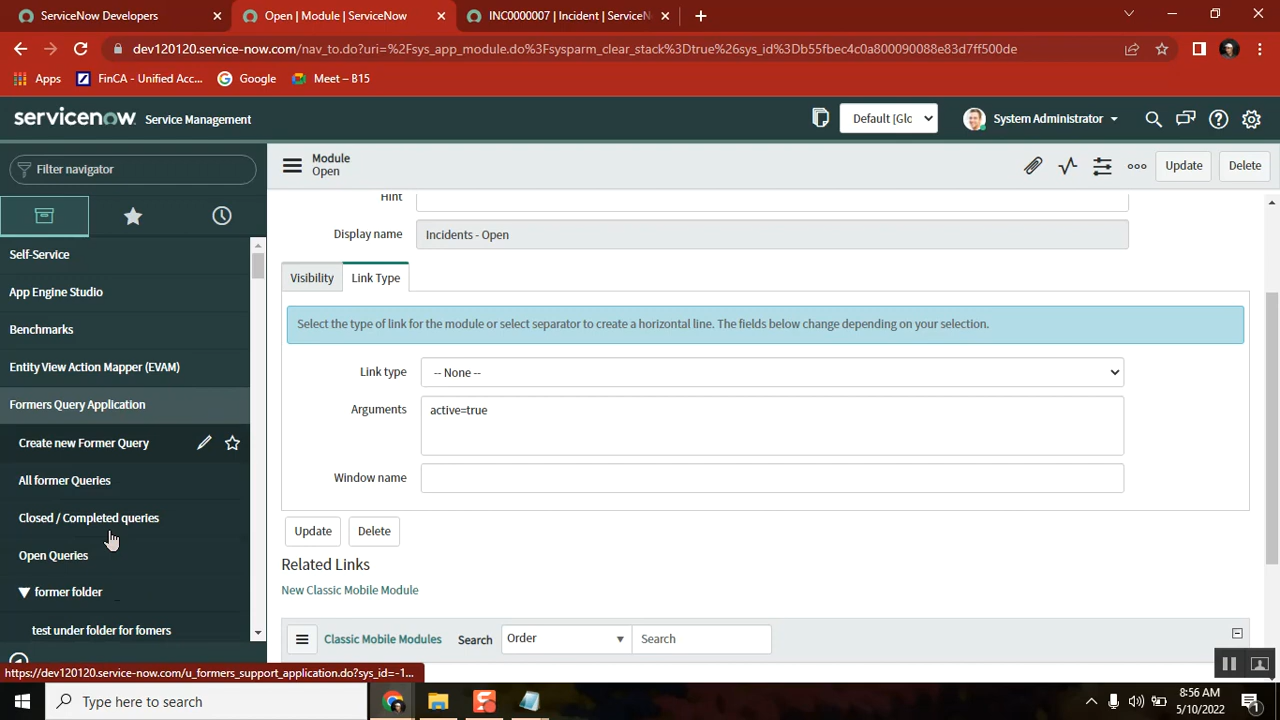 ServiceNow Developers
Open | Module | ServiceNow
INC0000007 | Incident | ServiceN
dev120120.service-now.com/nav_to.do?uri=%2Fsys_app_module.do%3Fsysparm_clear_stack%3Dtrue%26sys_id%3Db55fbec4c0a800090088e83d7ff500de
Apps
FinCA - Unified Acc...
Google
Meet – B15
servicenow Service Management
Default [Glo
System Administrator
Filter navigator
Module
Open
Update
Delete
Self-Service
App Engine Studio
Benchmarks
Entity View Action Mapper (EVAM)
Formers Query Application
Create new Former Query
All former Queries
Closed / Completed queries
Open Queries
former folder
test under folder for fomers
Hint
Display name
Incidents - Open
Visibility
Link Type
Select the type of link for the module or select separator to create a horizontal line. The fields below change depending on your selection.
Link type
-- None --
Arguments
active=true
Window name
Update
Delete
Related Links
New Classic Mobile Module
Classic Mobile Modules
Search
Order
Search
https://dev120120.service-now.com/u_formers_support_application.do?sys_id=-1...
Type here to search
8:56 AM
5/10/2022
1